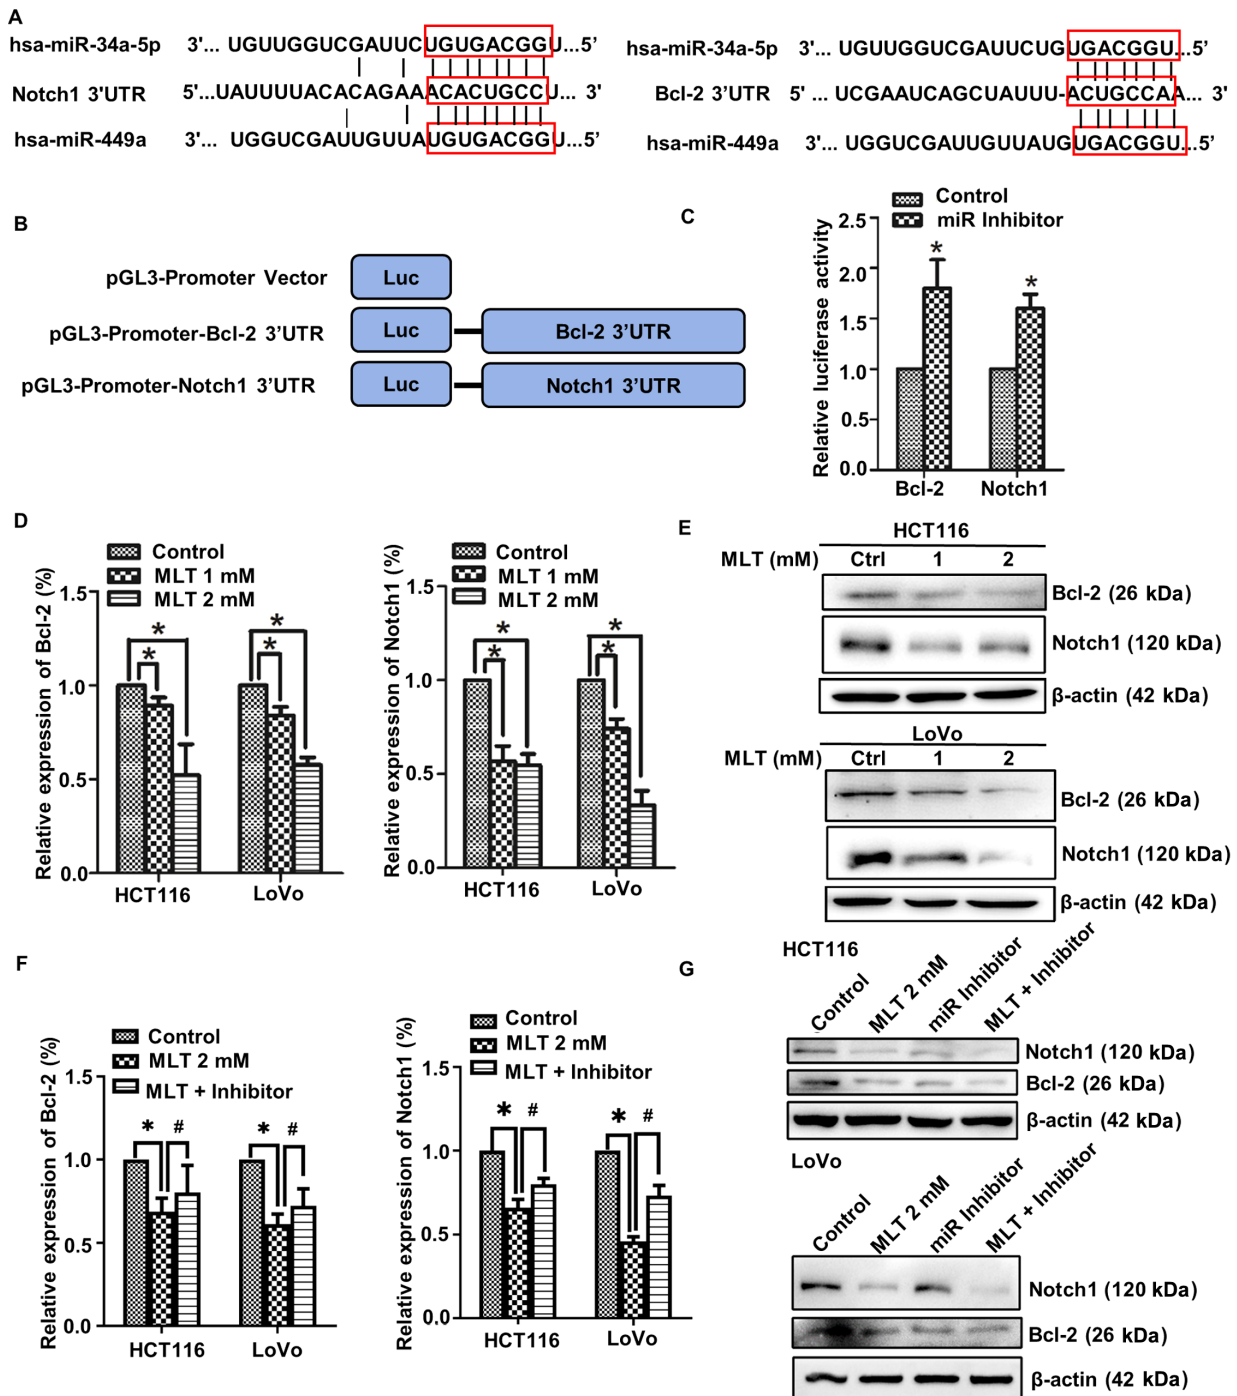 A
hsa-miR-34a-5p 3'... UGUUGGUCGAUUCUGUGACGGU...5'
Notch1 3'UTR 5'...UAUUUUACACAGAAACACUGCCU... 3'
hsa-miR-449a 3'... UGGUCGAUUGUUAUGUGACGGU...5'
hsa-miR-34a-5p 3'... UGUUGGUCGAUUCUGUGACGGU...5'
Bcl-2 3'UTR 5' ... UCGAAUCAGCUAUUU-ACUGCCAA... 3'
hsa-miR-449a 3'... UGGUCGAUUGUUAUGUGACGGU...5'
B
pGL3-Promoter Vector Luc
pGL3-Promoter-Bcl-2 3'UTR Luc Bcl-2 3'UTR
pGL3-Promoter-Notch1 3'UTR Luc Notch1 3'UTR
C
Control
miR Inhibitor
Relative luciferase activity
2.5
2.0
1.5
1.0
0.5
0.0
* *
Bcl-2 Notch1
D
Control
MLT 1 mM
MLT 2 mM
Relative expression of Bcl-2 (%)
1.5
1.0
0.5
0.0
* * * *
HCT116 LoVo
Control
MLT 1 mM
MLT 2 mM
Relative expression of Notch1 (%)
1.5
1.0
0.5
0.0
* * * *
HCT116 LoVo
E
HCT116
MLT (mM) Ctrl 1 2
Bcl-2 (26 kDa)
Notch1 (120 kDa)
β-actin (42 kDa)
LoVo
MLT (mM) Ctrl 1 2
Bcl-2 (26 kDa)
Notch1 (120 kDa)
β-actin (42 kDa)
F
Control
MLT 2 mM
MLT + Inhibitor
Relative expression of Bcl-2 (%)
1.5
1.0
0.5
0.0
* # * #
HCT116 LoVo
Control
MLT 2 mM
MLT + Inhibitor
Relative expression of Notch1 (%)
1.5
1.0
0.5
0.0
* # * #
HCT116 LoVo
G
HCT116
Control MLT 2 mM miR Inhibitor MLT + Inhibitor
Notch1 (120 kDa)
Bcl-2 (26 kDa)
β-actin (42 kDa)
LoVo
Control MLT 2 mM miR Inhibitor MLT + Inhibitor
Notch1 (120 kDa)
Bcl-2 (26 kDa)
β-actin (42 kDa)